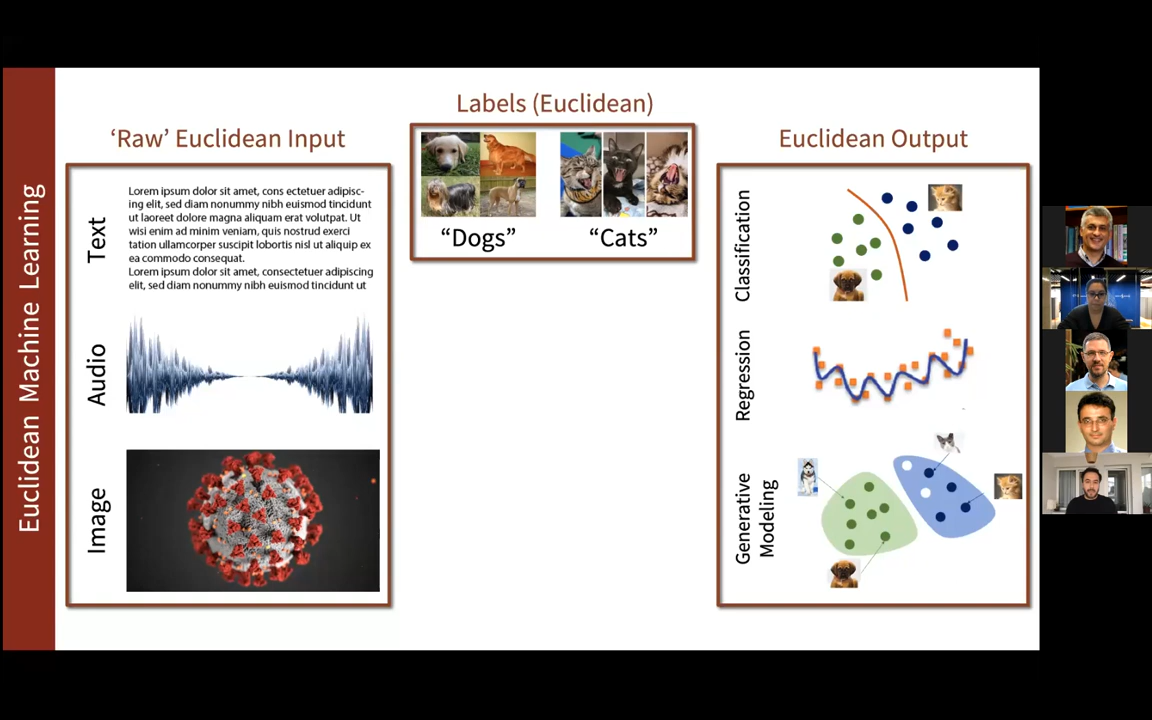 Euclidean Machine Learning
Labels (Euclidean)
‘Raw’ Euclidean Input
Euclidean Output
“Dogs”
“Cats”
Text
Lorem ipsum dolor sit amet, cons ectetuer adipisc-
ing elit, sed diam nonummy nibh euismod tincidunt
ut laoreet dolore magna aliquam erat volutpat. Ut
wisi enim ad minim veniam, quis nostrud exerci
tation ullamcorper suscipit lobortis nisl ut aliquip ex
ea commodo consequat.
Lorem ipsum dolor sit amet, consectetuer adipiscing
elit, sed diam nonummy nibh euismod tincidunt ut
Audio
Image
Classification
Regression
Generative
Modeling